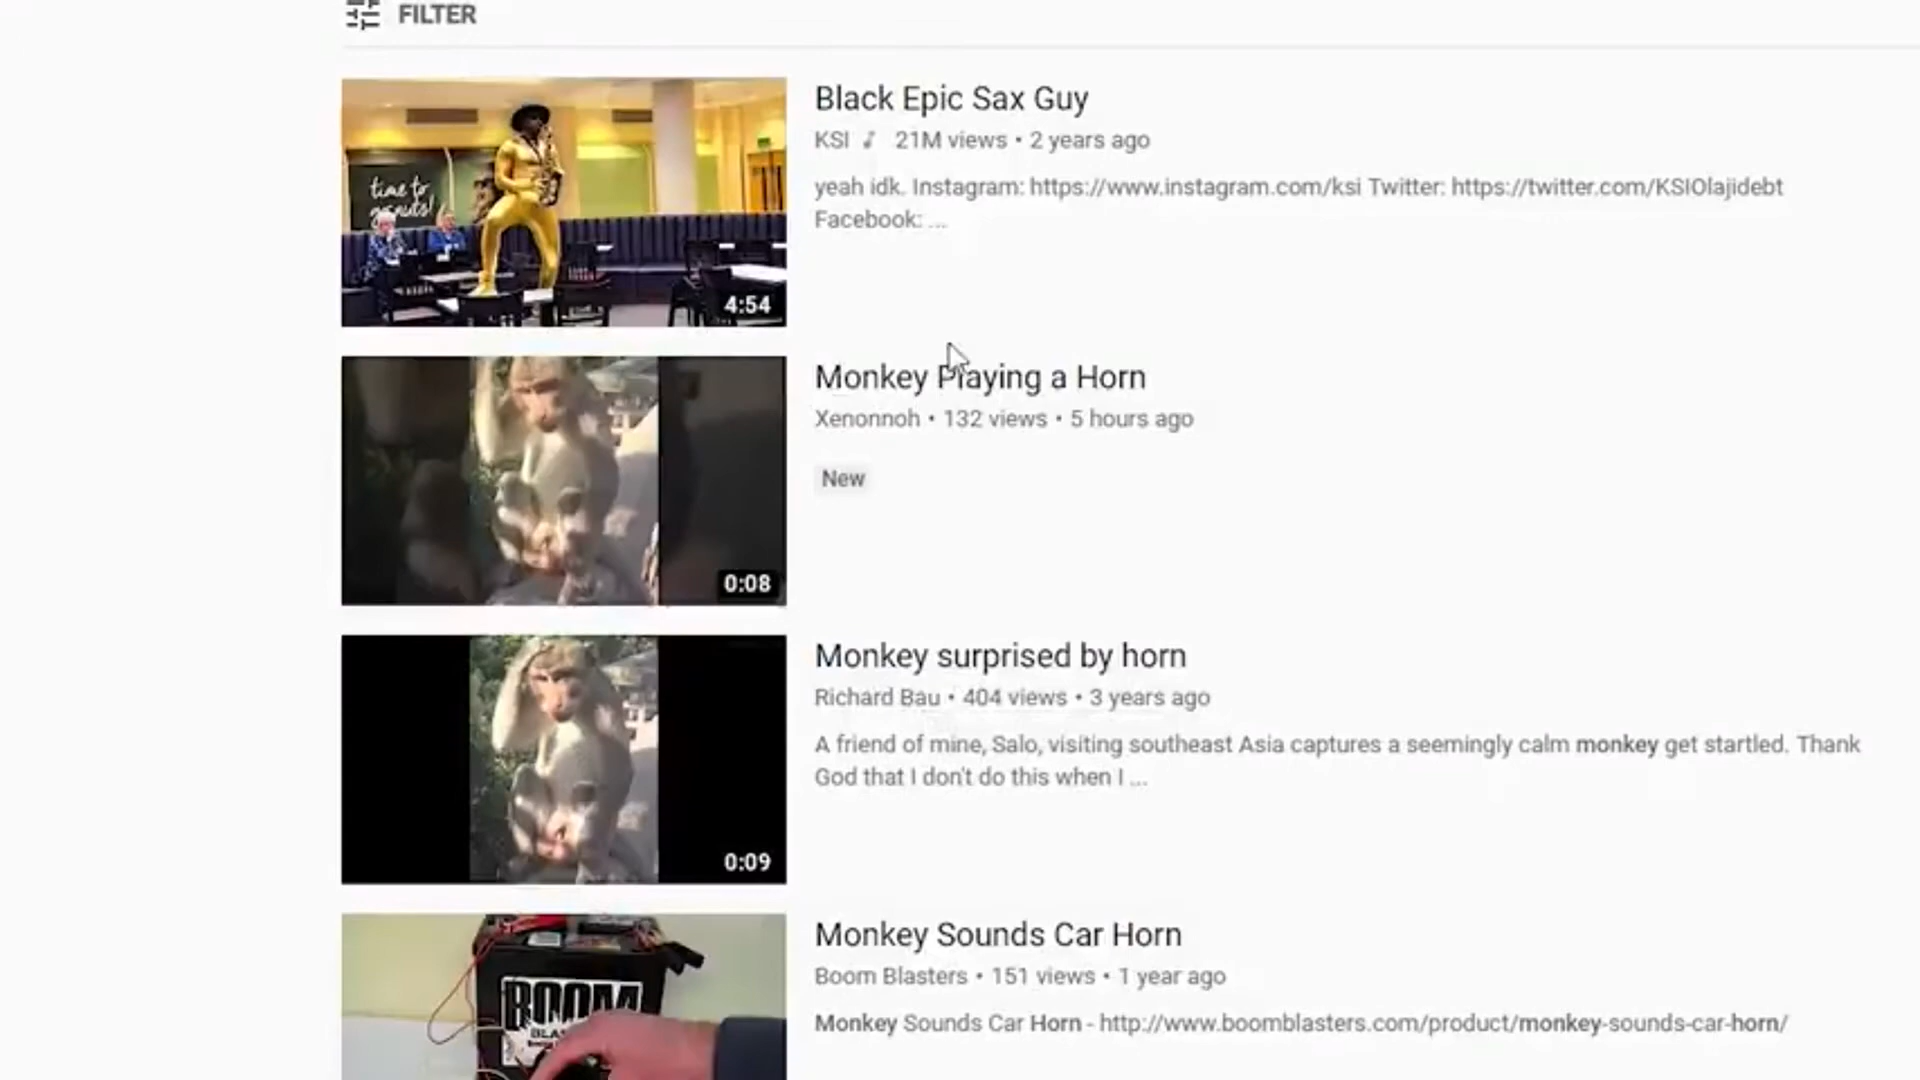 FILTER
Black Epic Sax Guy
KSI ♪ 21M views • 2 years ago
yeah idk. Instagram: https://www.instagram.com/ksi Twitter: https://twitter.com/KSIOlajidebt
Facebook: ...
time to
go nuts!
4:54
Monkey Playing a Horn
Xenonnoh • 132 views • 5 hours ago
New
0:08
Monkey surprised by horn
Richard Bau • 404 views • 3 years ago
A friend of mine, Salo, visiting southeast Asia captures a seemingly calm monkey get startled. Thank
God that I don't do this when I ...
0:09
Monkey Sounds Car Horn
Boom Blasters • 151 views • 1 year ago
Monkey Sounds Car Horn - http://www.boomblasters.com/product/monkey-sounds-car-horn/
BOOM